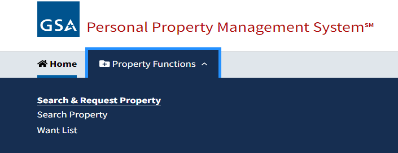 GSA
Personal Property Management System℠
Home
Property Functions
Search & Request Property
Search Property
Want List